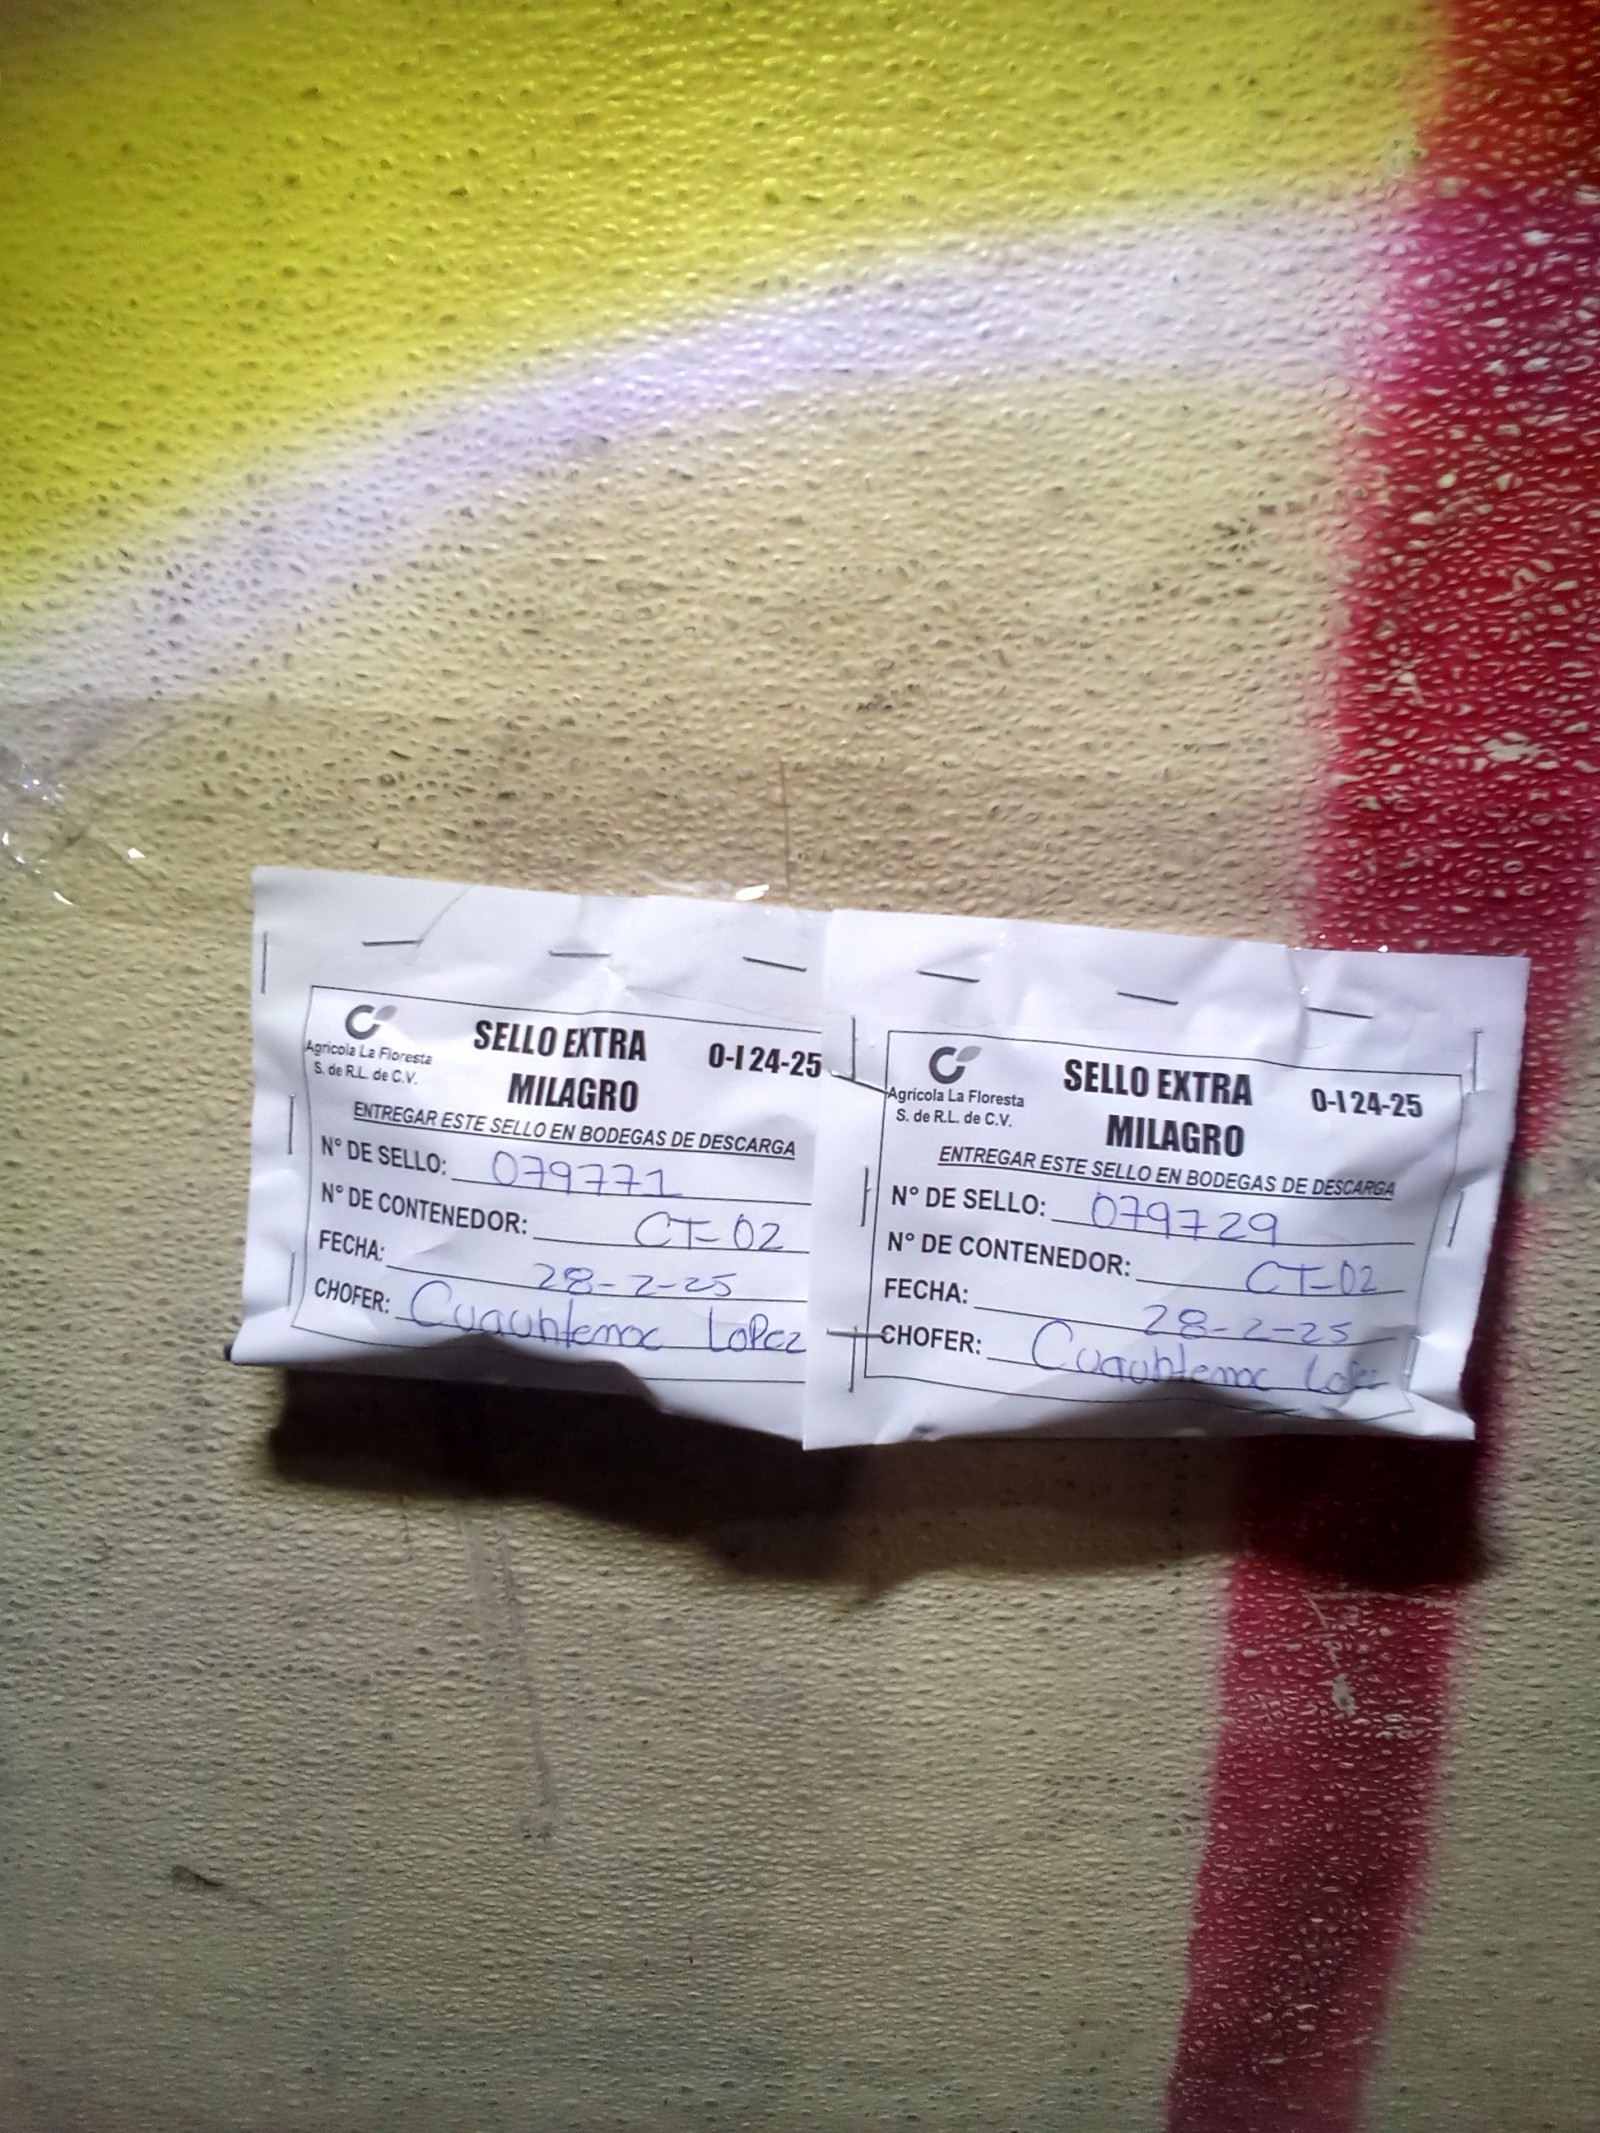 Agrícola La Floresta
S. de R.L. de C.V.
SELLO EXTRA
MILAGRO
O-I 24-25
ENTREGAR ESTE SELLO EN BODEGAS DE DESCARGA
N° DE SELLO: 079771
N° DE CONTENEDOR: CT-02
FECHA: 28-2-25
CHOFER: Cuauhtemoc Lopez
Agrícola La Floresta
S. de R.L. de C.V.
SELLO EXTRA
MILAGRO
O-I 24-25
ENTREGAR ESTE SELLO EN BODEGAS DE DESCARGA
N° DE SELLO: 079729
N° DE CONTENEDOR: CT-02
FECHA: 28-2-25
CHOFER: Cuauhtemoc Lopez